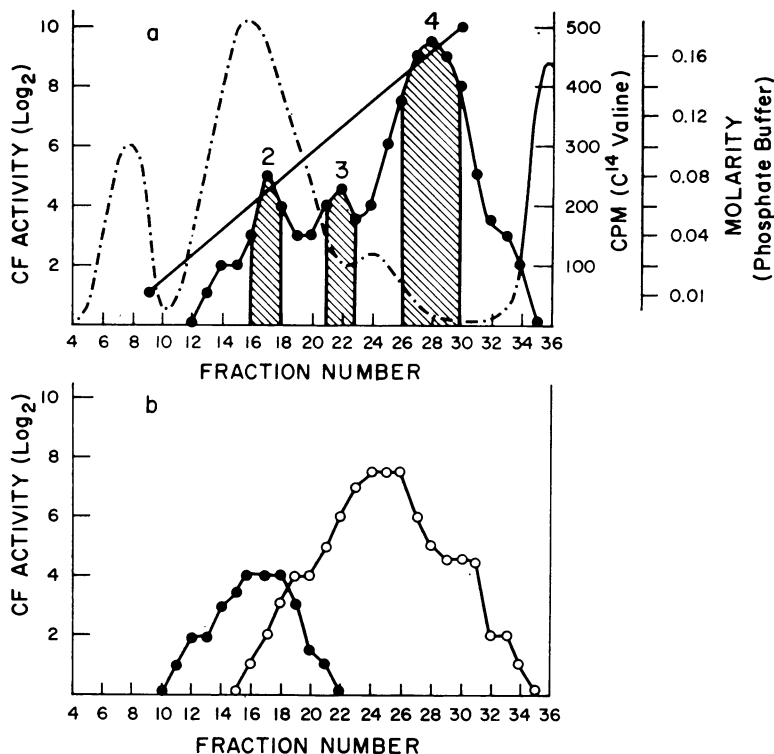 a
CF ACTIVITY (Log2)
10
8
6
4
2
2
3
4
500
400
300
200
100
CPM (C14 Valine)
0.16
0.12
0.08
0.04
0.01
MOLARITY
(Phosphate Buffer)
4 6 8 10 12 14 16 18 20 22 24 26 28 30 32 34 36
FRACTION NUMBER
b
CF ACTIVITY (Log2)
10
8
6
4
2
4 6 8 10 12 14 16 18 20 22 24 26 28 30 32 34 36
FRACTION NUMBER